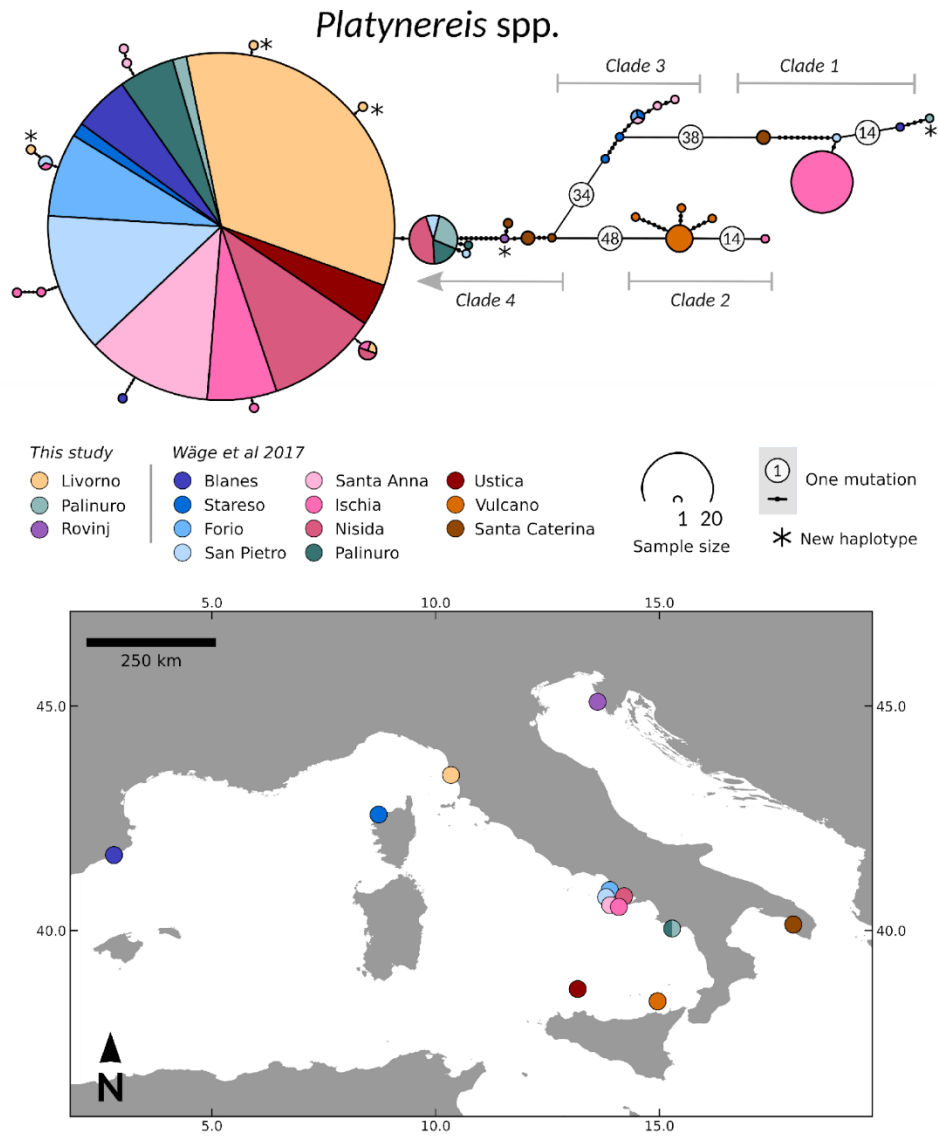 Platynereis spp.
Clade 3
Clade 1
*
*
*
38
14
*
34
48
14
*
Clade 4
Clade 2
This study
Livorno
Palinuro
Rovinj
Wäge et al 2017
Blanes
Stareso
Forio
San Pietro
Santa Anna
Ischia
Nisida
Palinuro
Ustica
Vulcano
Santa Caterina
1 20
Sample size
1
One mutation
* New haplotype
5.0 10.0 15.0
250 km
45.0 45.0
40.0 40.0
N
5.0 10.0 15.0